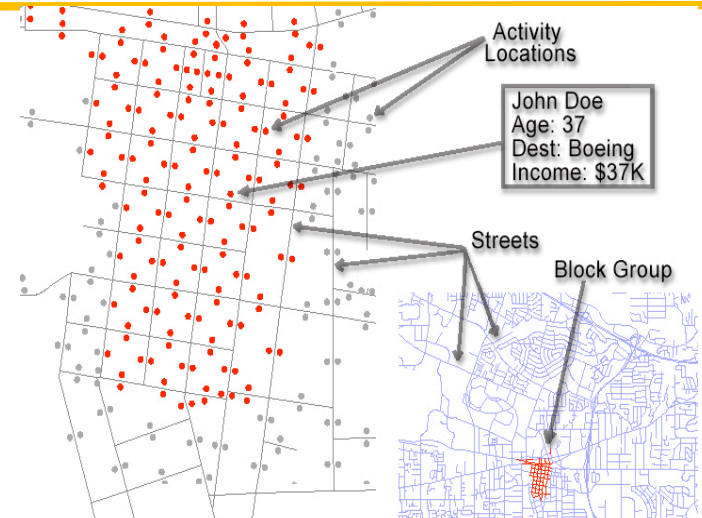 Activity
Locations
John Doe
Age: 37
Dest: Boeing
Income: $37K
Streets
Block Group